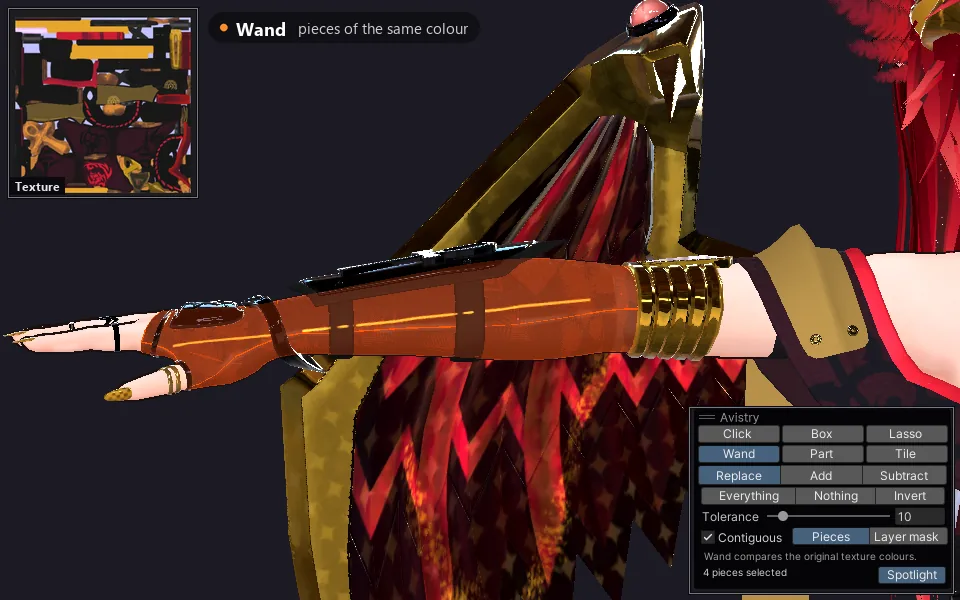 Wand pieces of the same colour
Texture
Avistry
Click Box Lasso
Wand Part Tile
Replace Add Subtract
Everything Nothing Invert
Tolerance 10
Contiguous Pieces Layer mask
Wand compares the original texture colours.
4 pieces selected Spotlight